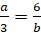 a/3 = 6/b